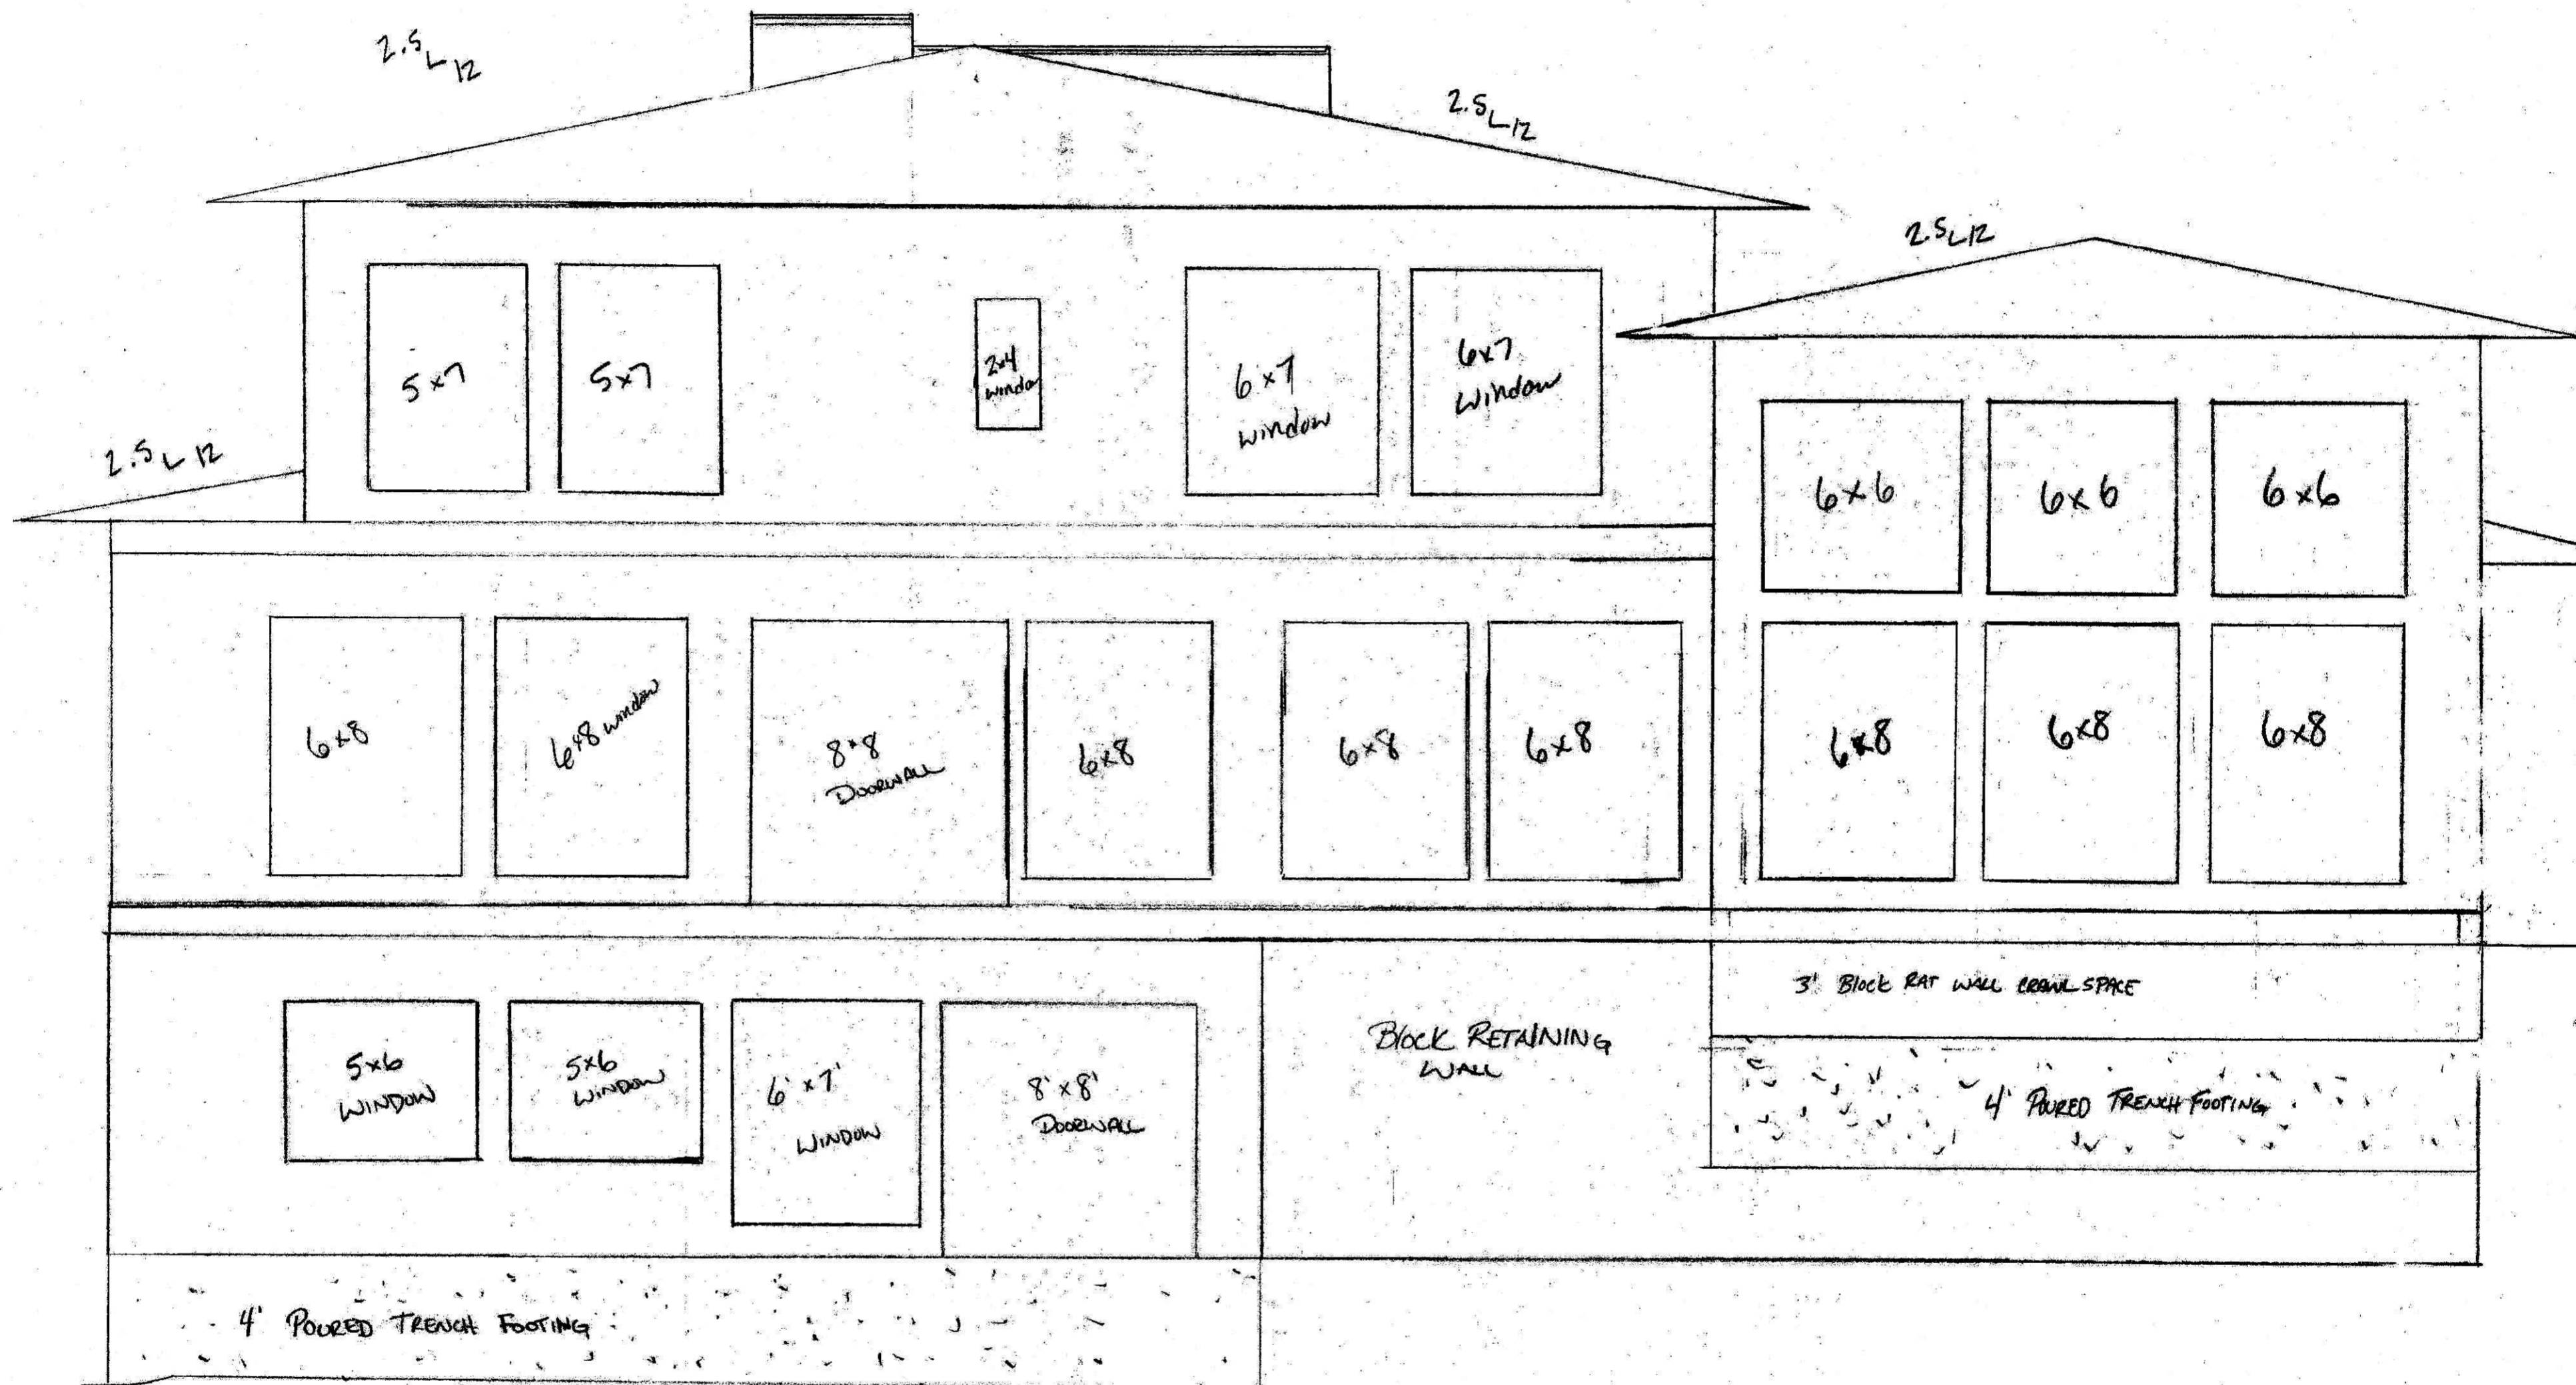 2.5 12
2.5 12
2.5 12
5x7
5x7
2x4
window
6x7
window
6x7
window
2.5 12
6x6
6x6
6x6
6x8
6x8 window
8x8
DOORWALL
6x8
6x8
6x8
6x8
6x8
6x8
3' BLOCK RAT WALL CRAWL SPACE
5x6
WINDOW
5x6
WINDOW
6' x 7'
WINDOW
8' x 8'
DOORWALL
BLOCK RETAINING
WALL
4' POURED TRENCH FOOTING
4' POURED TRENCH FOOTING